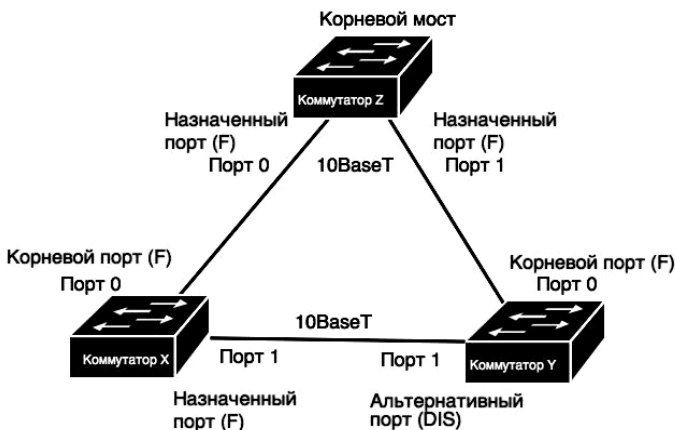 Корневой мост
Коммутатор Z
Назначенный
порт (F)
Порт 0
10BaseT
Назначенный
порт (F)
Порт 1
Корневой порт (F)
Порт 0
Корневой порт (F)
Порт 0
10BaseT
Коммутатор X
Порт 1
Порт 1
Коммутатор Y
Назначенный
порт (F)
Альтернативный
порт (DIS)